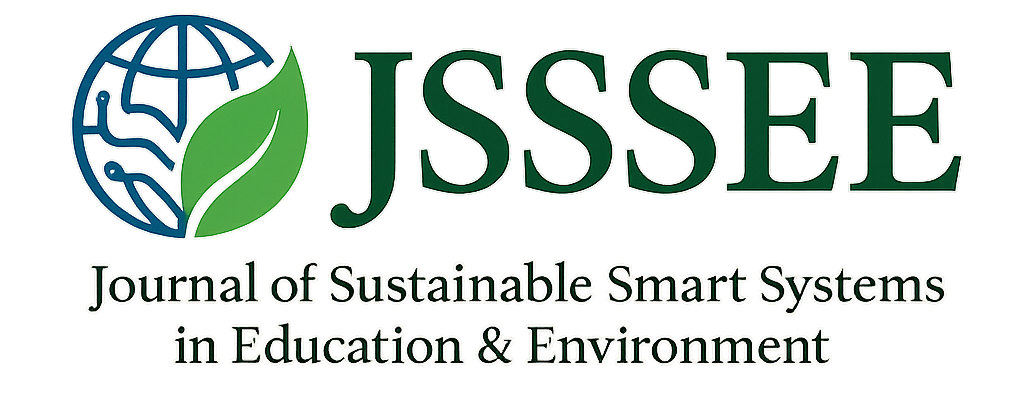 JSSSEE
Journal of Sustainable Smart Systems
in Education & Environment